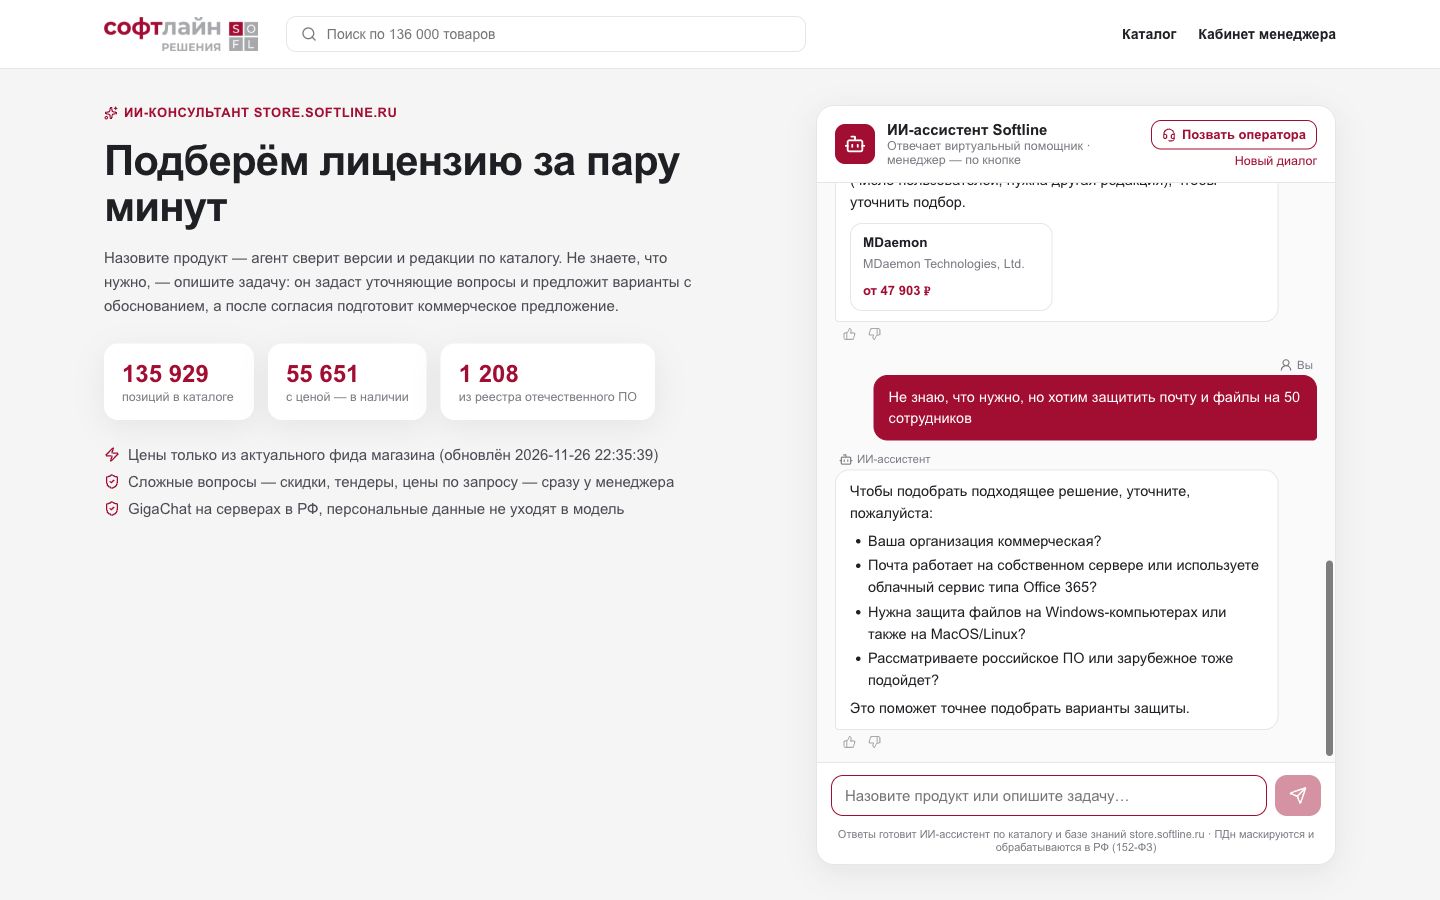 софтлайн
РЕШЕНИЯ
S O
F L
Поиск по 136 000 товаров
Каталог
Кабинет менеджера
ИИ-КОНСУЛЬТАНТ STORE.SOFTLINE.RU
Подберём лицензию за пару
минут
Назовите продукт — агент сверит версии и редакции по каталогу. Не знаете, что
нужно, — опишите задачу: он задаст уточняющие вопросы и предложит варианты с
обоснованием, а после согласия подготовит коммерческое предложение.
135 929
позиций в каталоге
55 651
с ценой — в наличии
1 208
из реестра отечественного ПО
Цены только из актуального фида магазина (обновлён 2026-11-26 22:35:39)
Сложные вопросы — скидки, тендеры, цены по запросу — сразу у менеджера
GigaChat на серверах в РФ, персональные данные не уходят в модель
ИИ-ассистент Softline
Отвечает виртуальный помощник ·
менеджер — по кнопке
Позвать оператора
Новый диалог
(число пользователей, нужна другая редакция), чтобы
уточнить подбор.
MDaemon
MDaemon Technologies, Ltd.
от 47 903 ₽
Вы
Не знаю, что нужно, но хотим защитить почту и файлы на 50
сотрудников
ИИ-ассистент
Чтобы подобрать подходящее решение, уточните,
пожалуйста:
• Ваша организация коммерческая?
• Почта работает на собственном сервере или используете
облачный сервис типа Office 365?
• Нужна защита файлов на Windows-компьютерах или
также на MacOS/Linux?
• Рассматриваете российское ПО или зарубежное тоже
подойдет?
Это поможет точнее подобрать варианты защиты.
Назовите продукт или опишите задачу…
Ответы готовит ИИ-ассистент по каталогу и базе знаний store.softline.ru · ПДн маскируются и
обрабатываются в РФ (152-ФЗ)